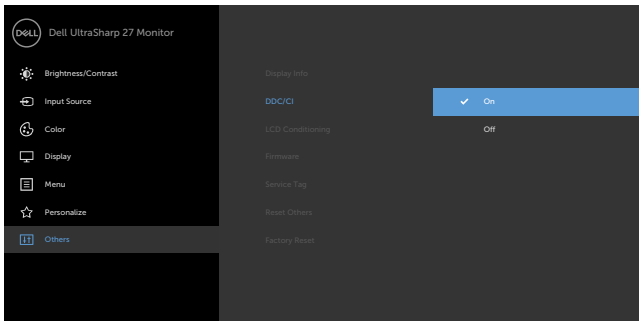 DELL Dell UltraSharp 27 Monitor
Brightness/Contrast Display Info
Input Source DDC/CI On
Color LCD Conditioning Off
Display Firmware
Menu Service Tag
Personalize Reset Others
Others Factory Reset